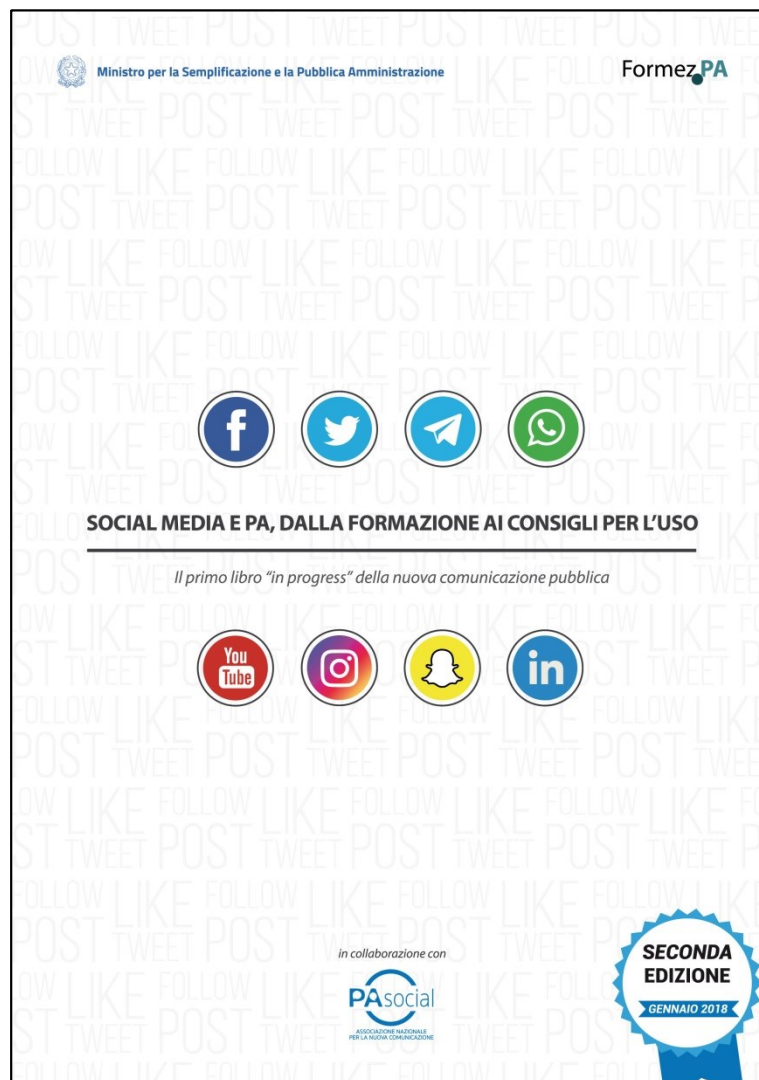 Ministro per la Semplificazione e la Pubblica Amministrazione
Formez PA
SOCIAL MEDIA E PA, DALLA FORMAZIONE AI CONSIGLI PER L'USO
Il primo libro "in progress" della nuova comunicazione pubblica
You
Tube
in
in collaborazione con
PAsocial
ASSOCIAZIONE NAZIONALE
PER LA NUOVA COMUNICAZIONE
SECONDA
EDIZIONE
GENNAIO 2018